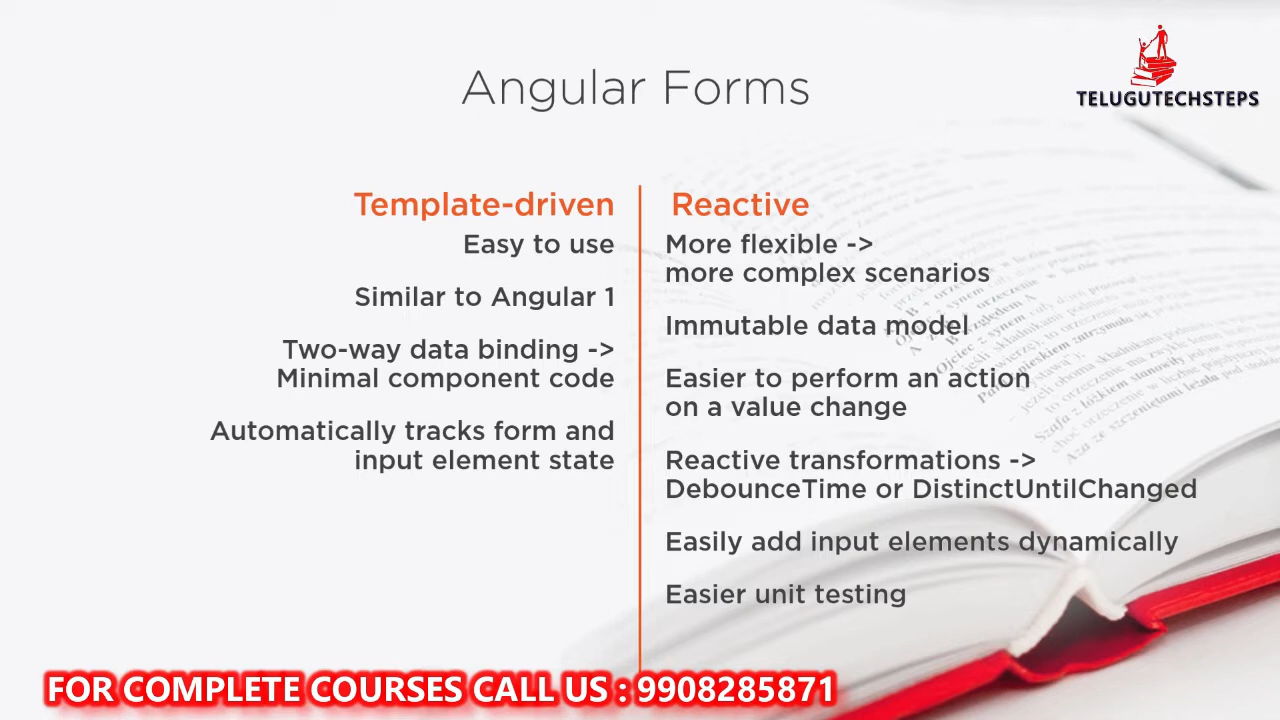 Angular Forms
TELUGUTECHSTEPS
Template-driven
Easy to use
Similar to Angular 1
Two-way data binding ->
Minimal component code
Automatically tracks form and
input element state
Reactive
More flexible ->
more complex scenarios
Immutable data model
Easier to perform an action
on a value change
Reactive transformations ->
DebounceTime or DistinctUntilChanged
Easily add input elements dynamically
Easier unit testing
FOR COMPLETE COURSES CALL US : 9908285871